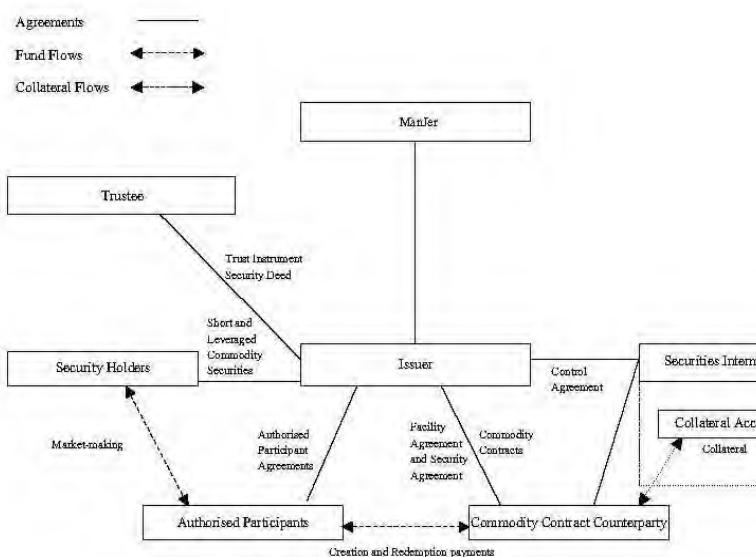 Agreements
Fund Flows
Collateral Flows
ManJer
Trustee
Trust Instrument
Security Deed
Short and
Leveraged
Commodity
Securities
Security Holders
Issuer
Control
Agreement
Securities Interm
Collateral Acc
Collateral
Market-making
Authorised
Participant
Agreements
Facility
Agreement
and Security
Agreement
Commodity
Contracts
Authorised Participants
Commodity Contract Counterparty
Creation and Redemption payments